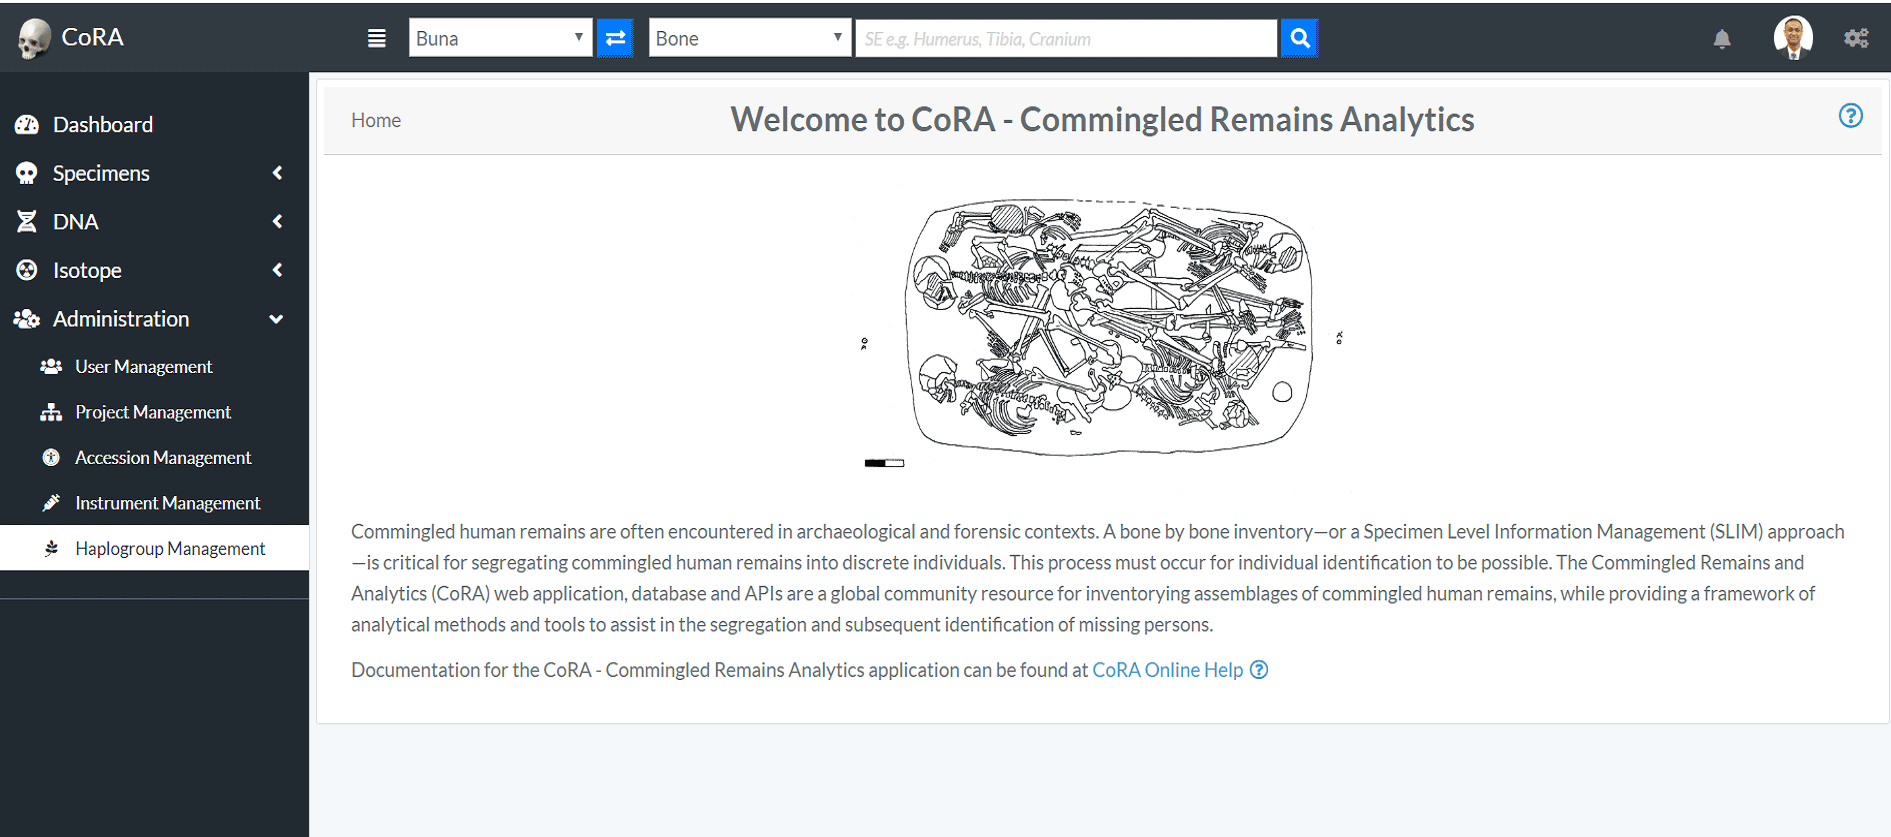 CoRA
Buna
Bone
SE e.g. Humerus, Tibia, Cranium
Dashboard
Specimens
DNA
Isotope
Administration
User Management
Project Management
Accession Management
Instrument Management
Haplogroup Management
Home
Welcome to CoRA - Commingled Remains Analytics
Commingled human remains are often encountered in archaeological and forensic contexts. A bone by bone inventory—or a Specimen Level Information Management (SLIM) approach
—is critical for segregating commingled human remains into discrete individuals. This process must occur for individual identification to be possible. The Commingled Remains and
Analytics (CoRA) web application, database and APIs are a global community resource for inventorying assemblages of commingled human remains, while providing a framework of
analytical methods and tools to assist in the segregation and subsequent identification of missing persons.
Documentation for the CoRA - Commingled Remains Analytics application can be found at CoRA Online Help